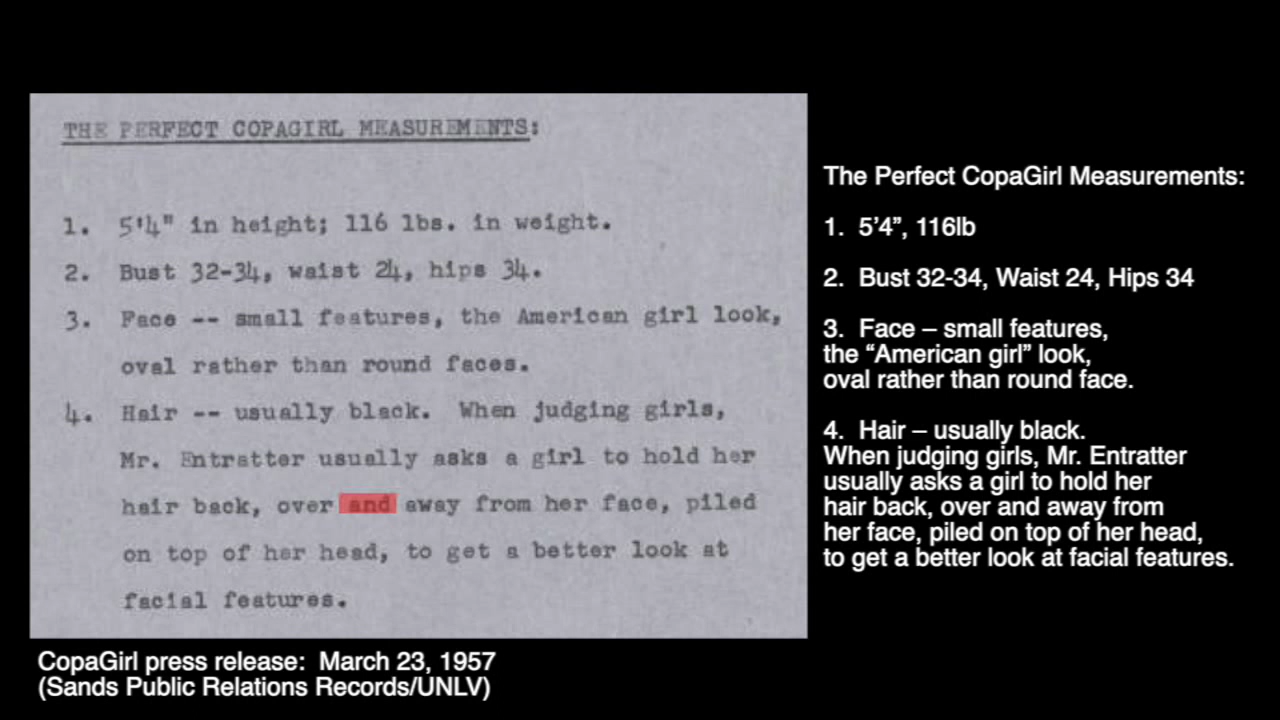 THE PERFECT COPAGIRL MEASUREMENTS:
1. 5'4" in height; 116 lbs. in weight.
2. Bust 32-34, waist 24, hips 34.
3. Face -- small features, the American girl look,
oval rather than round faces.
4. Hair -- usually black. When judging girls,
Mr. Entratter usually asks a girl to hold her
hair back, over and away from her face, piled
on top of her head, to get a better look at
facial features.
CopaGirl press release: March 23, 1957
(Sands Public Relations Records/UNLV)
The Perfect CopaGirl Measurements:
1. 5’4”, 116lb
2. Bust 32-34, Waist 24, Hips 34
3. Face – small features,
the “American girl” look,
oval rather than round face.
4. Hair – usually black.
When judging girls, Mr. Entratter
usually asks a girl to hold her
hair back, over and away from
her face, piled on top of her head,
to get a better look at facial features.